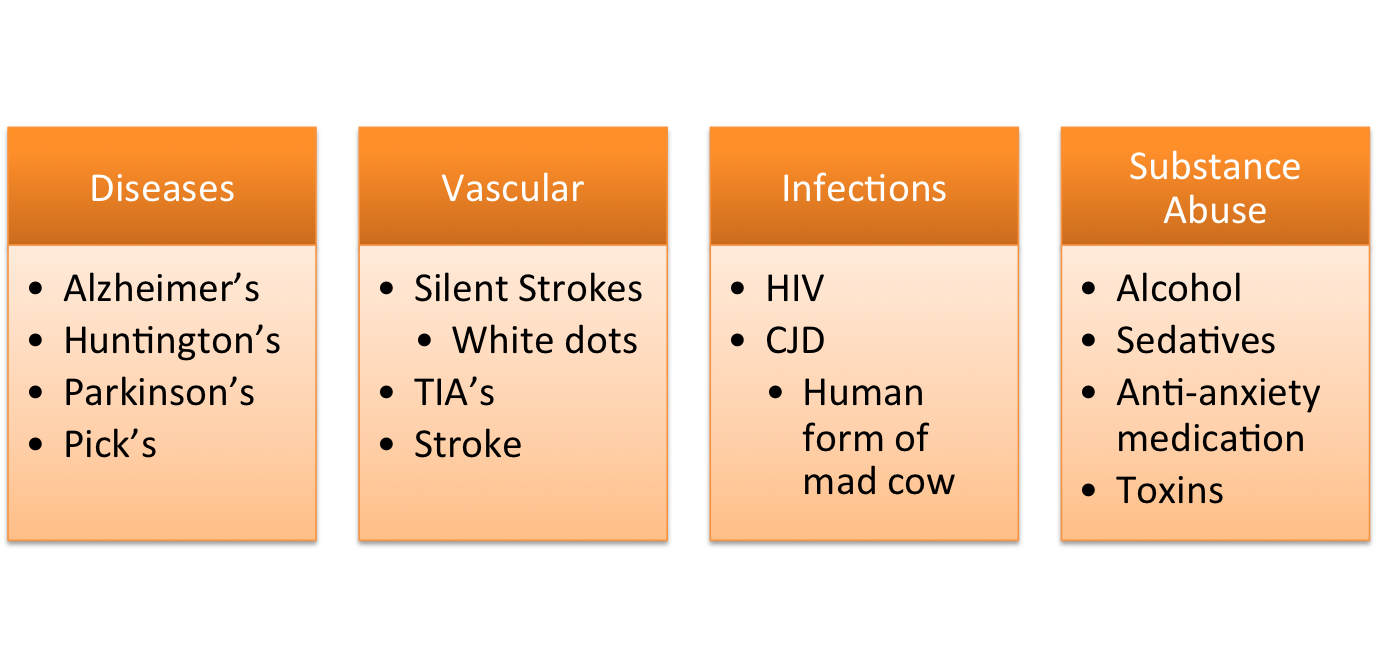 Diseases
• Alzheimer’s
• Huntington’s
• Parkinson’s
• Pick’s
Vascular
• Silent Strokes
• White dots
• TIA’s
• Stroke
Infections
• HIV
• CJD
• Human
form of
mad cow
Substance
Abuse
• Alcohol
• Sedatives
• Anti-anxiety
medication
• Toxins